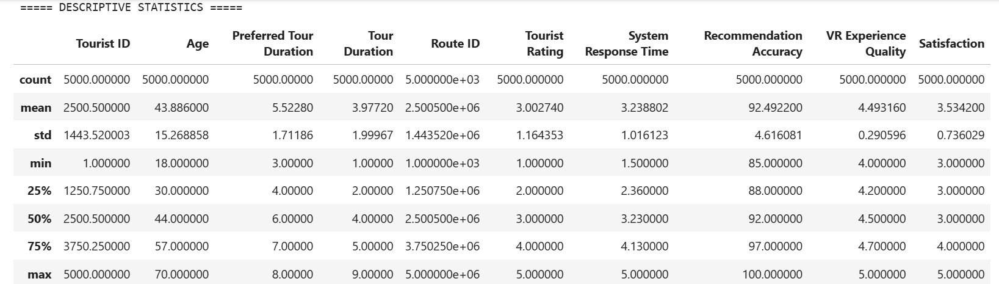 ===== DESCRIPTIVE STATISTICS =====
Tourist ID Age Preferred Tour Duration Tour Duration Route ID Tourist Rating System Response Time Recommendation Accuracy VR Experience Quality Satisfaction
count 5000.000000 5000.000000 5000.00000 5000.00000 5.000000e+03 5000.000000 5000.000000 5000.000000 5000.000000 5000.000000
mean 2500.500000 43.886000 5.52280 3.97720 2.500500e+06 3.002740 3.238802 92.492200 4.493160 3.534200
std 1443.520003 15.268858 1.71186 1.99967 1.443520e+06 1.164353 1.016123 4.616081 0.290596 0.736029
min 1.000000 18.000000 3.00000 1.00000 1.000000e+03 1.000000 1.500000 85.000000 4.000000 3.000000
25% 1250.750000 30.000000 4.00000 2.00000 1.250750e+06 2.000000 2.360000 88.000000 4.200000 3.000000
50% 2500.500000 44.000000 6.00000 4.00000 2.500500e+06 3.000000 3.230000 92.000000 4.500000 3.000000
75% 3750.250000 57.000000 7.00000 5.00000 3.750250e+06 4.000000 4.130000 97.000000 4.700000 4.000000
max 5000.000000 70.000000 8.00000 9.00000 5.000000e+06 5.000000 5.000000 100.000000 5.000000 5.000000